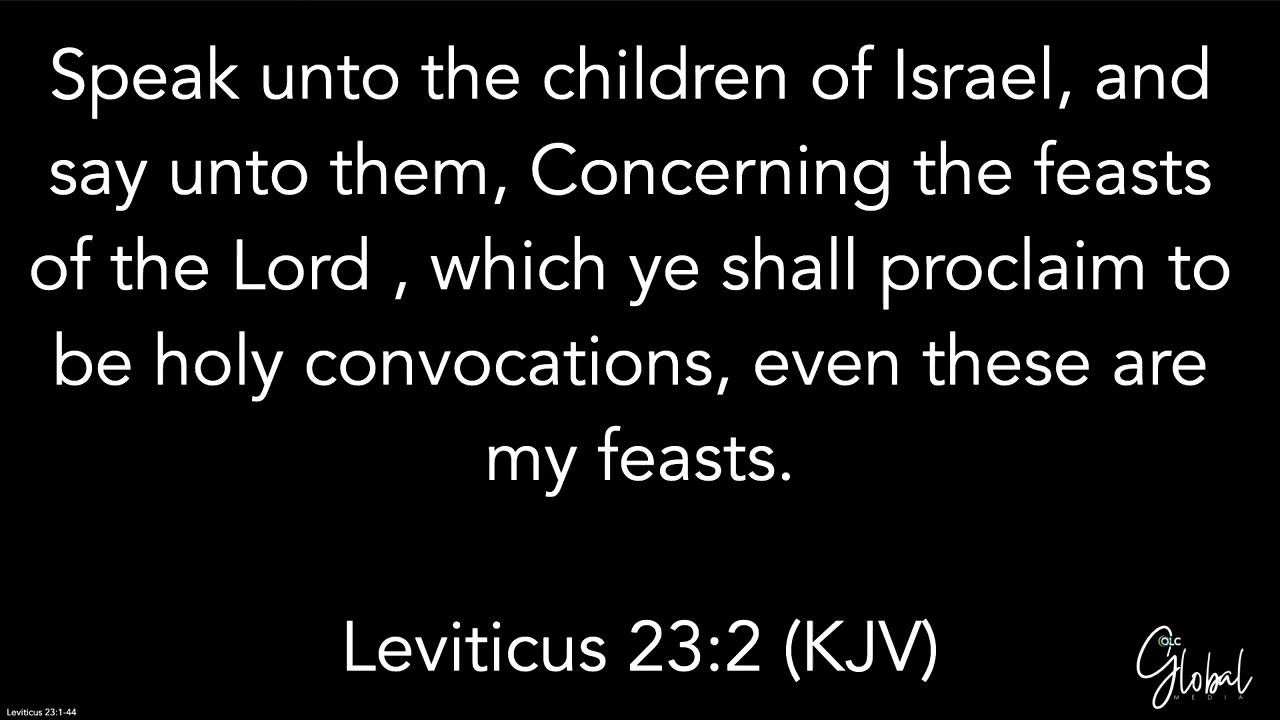 Speak unto the children of Israel, and
say unto them, Concerning the feasts
of the Lord , which ye shall proclaim to
be holy convocations, even these are
my feasts.
Leviticus 23:2 (KJV)
OLC
Global
MEDIA
Leviticus 23:1-44